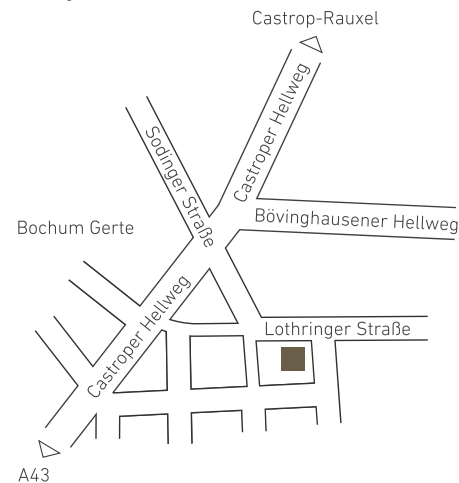 Castrop-Rauxel
Castroper Hellweg
Sodinger Straße
Bövinghausener Hellweg
Bochum Gerte
Castroper Hellweg
Lothringer Straße
A43